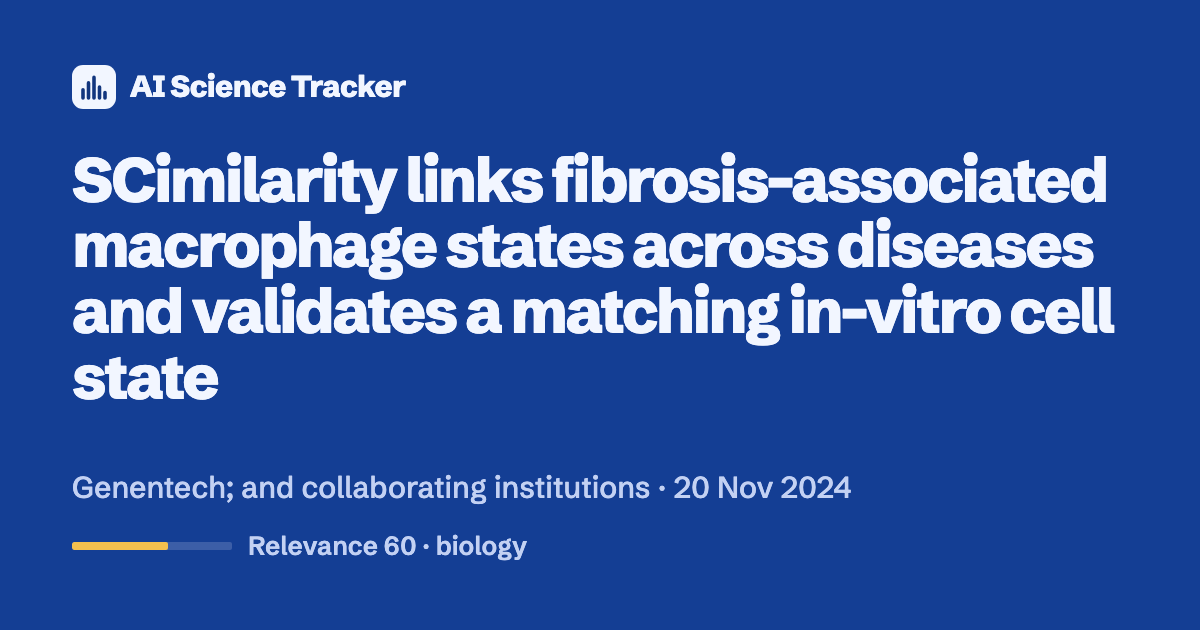 AI Science Tracker
SCimilarity links fibrosis-associated
macrophage states across diseases
and validates a matching in-vitro cell
state
Genentech; and collaborating institutions · 20 Nov 2024
Relevance 60 · biology